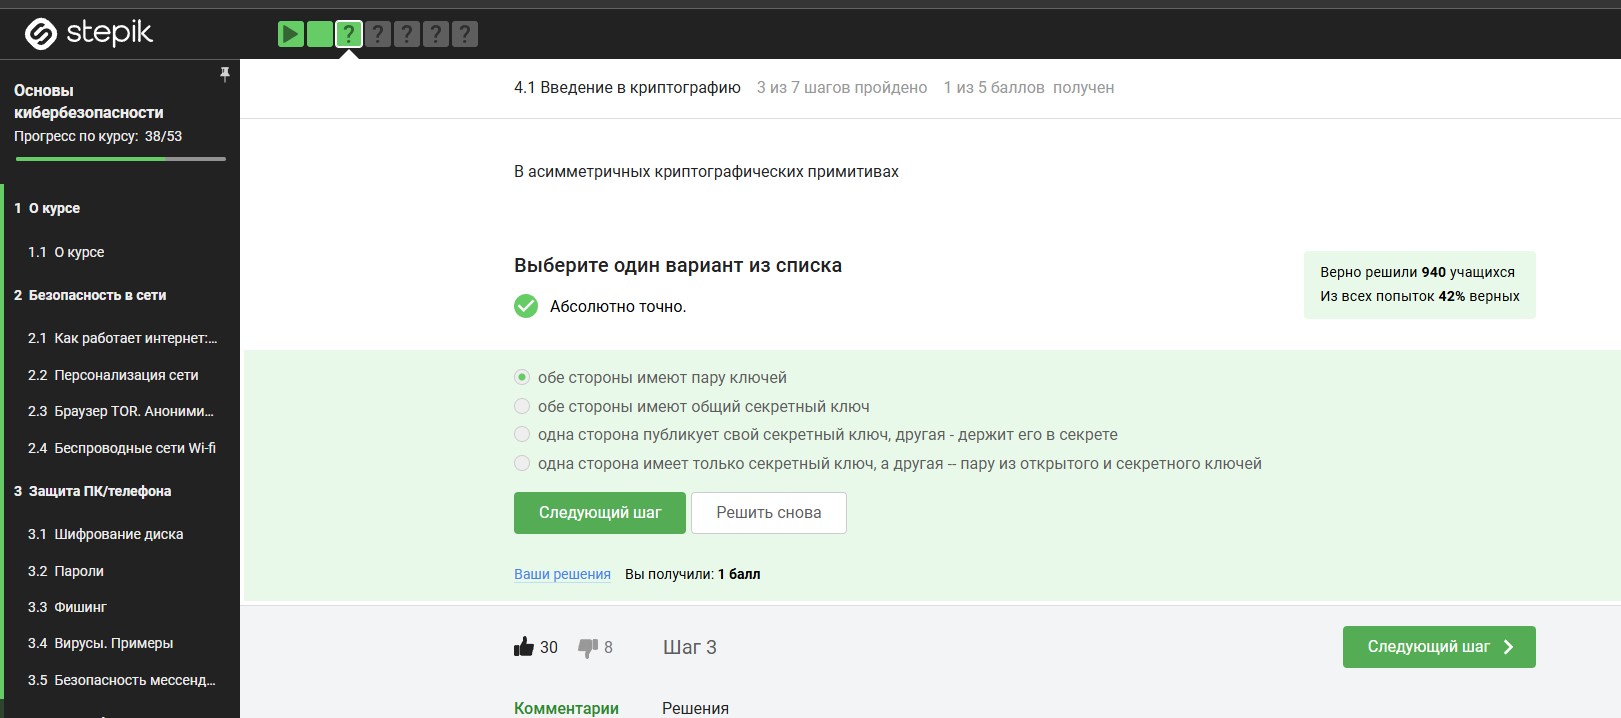 stepik
? ? ? ? ?
Основы
кибербезопасности
Прогресс по курсу: 38/53
1 О курсе
1.1 О курсе
2 Безопасность в сети
2.1 Как работает интернет:...
2.2 Персонализация сети
2.3 Браузер TOR. Аноними...
2.4 Беспроводные сети Wi-fi
3 Защита ПК/телефона
3.1 Шифрование диска
3.2 Пароли
3.3 Фишинг
3.4 Вирусы. Примеры
3.5 Безопасность мессенд...
4.1 Введение в криптографию 3 из 7 шагов пройдено 1 из 5 баллов получен
В асимметричных криптографических примитивах
Выберите один вариант из списка
Абсолютно точно.
Верно решили 940 учащихся
Из всех попыток 42% верных
обе стороны имеют пару ключей
обе стороны имеют общий секретный ключ
одна сторона публикует свой секретный ключ, другая - держит его в секрете
одна сторона имеет только секретный ключ, а другая -- пару из открытого и секретного ключей
Следующий шаг Решить снова
Ваши решения Вы получили: 1 балл
30 8 Шаг 3 Следующий шаг
Комментарии Решения